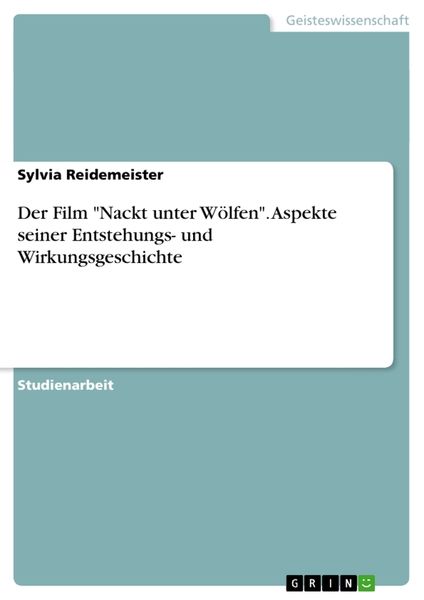 Geisteswissenschaft
Sylvia Reidemeister
Der Film "Nackt unter Wölfen". Aspekte
seiner Entstehungs- und
Wirkungsgeschichte
Studienarbeit
GRIN